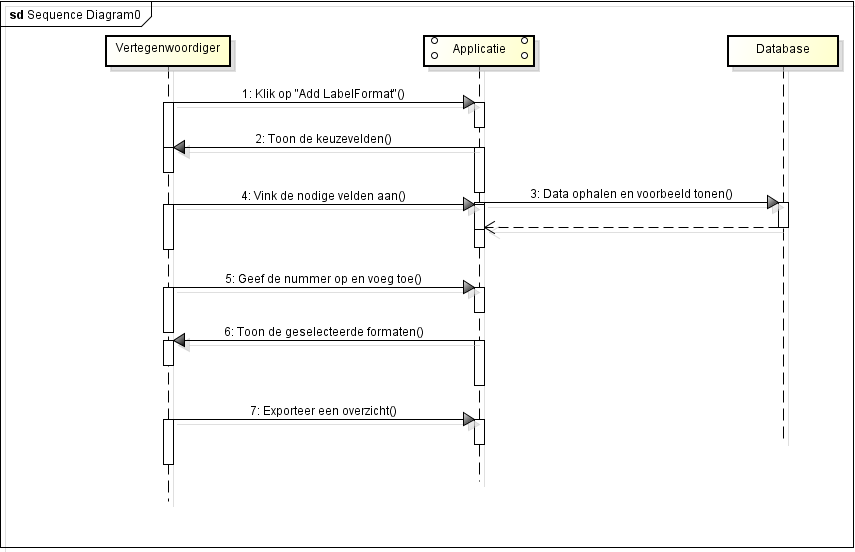 sd Sequence Diagram0
Vertegenwoordiger
Applicatie
Database
1: Klik op "Add LabelFormat"()
2: Toon de keuzevelden()
3: Data ophalen en voorbeeld tonen()
4: Vink de nodige velden aan()
5: Geef de nummer op en voeg toe()
6: Toon de geselecteerde formaten()
7: Exporteer een overzicht()